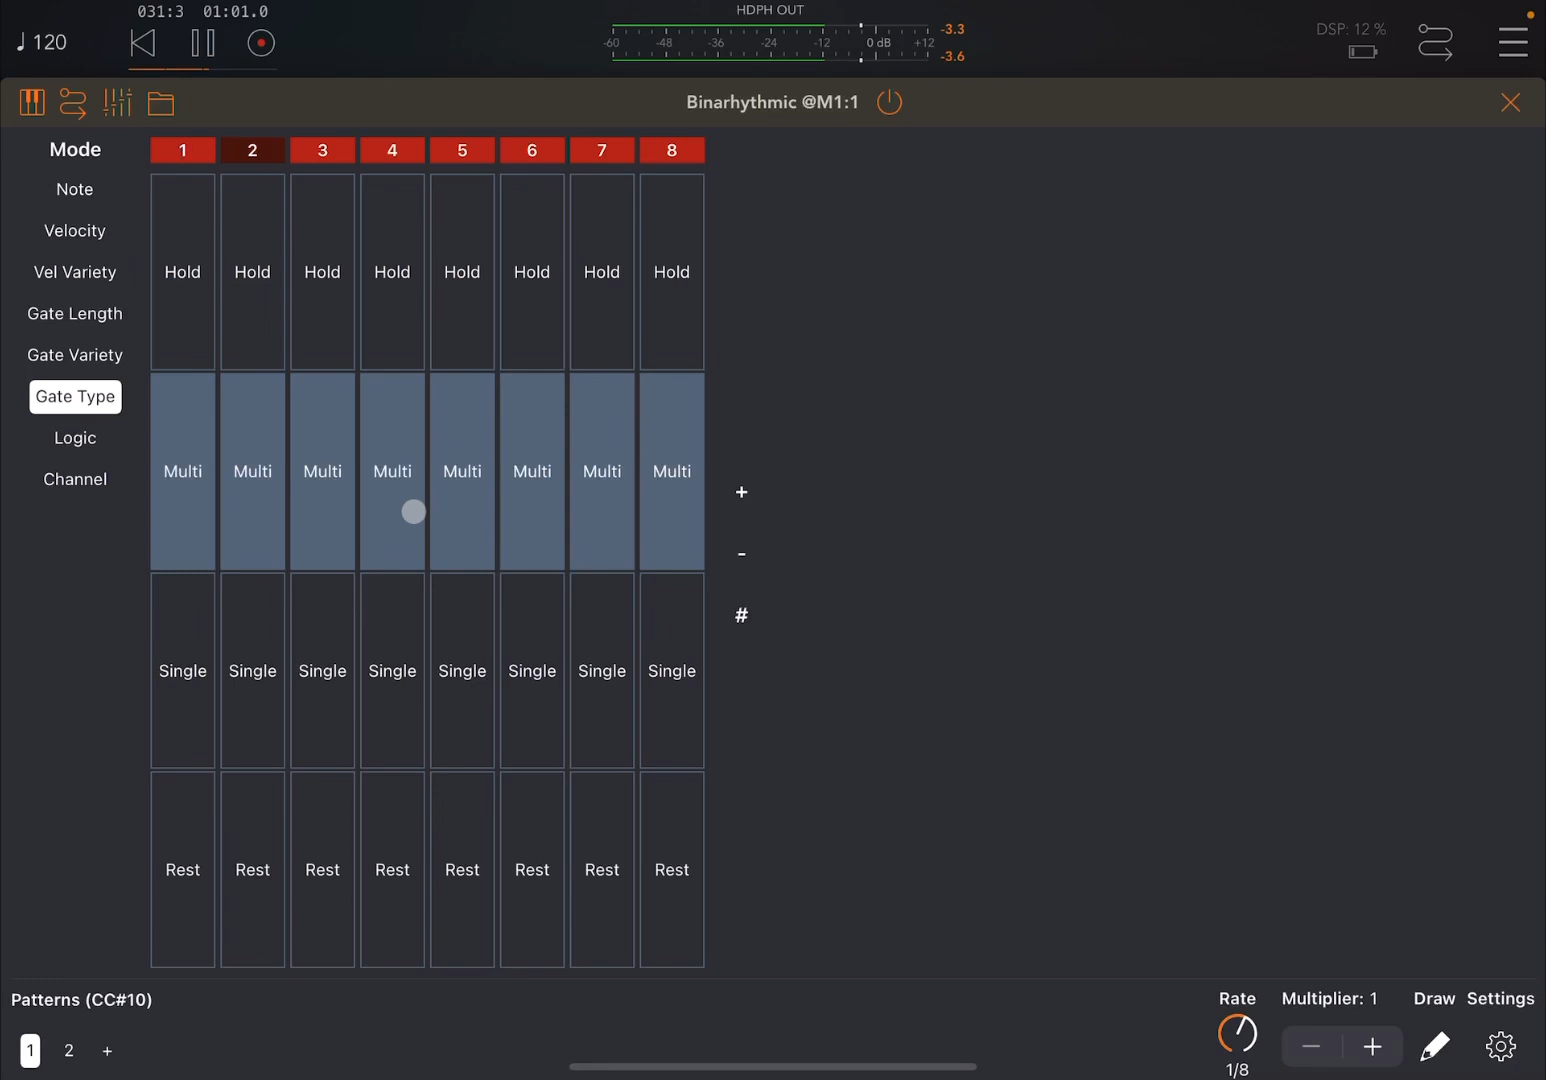 HDPH OUT
031:3 01:01.0
♩ 120
-60 -48 -36 -24 -12 0 dB +12
-3.3
-3.6
DSP: 12 %
Binarhythmic @M1:1
Mode 1 2 3 4 5 6 7 8
Note
Velocity
Vel Variety
Gate Length
Gate Variety
Gate Type
Logic
Channel
Hold Hold Hold Hold Hold Hold Hold Hold
Multi Multi Multi Multi Multi Multi Multi Multi
+
-
#
Single Single Single Single Single Single Single Single
Rest Rest Rest Rest Rest Rest Rest Rest
Patterns (CC#10)
1 2 +
Rate Multiplier: 1 Draw Settings
− +
1/8